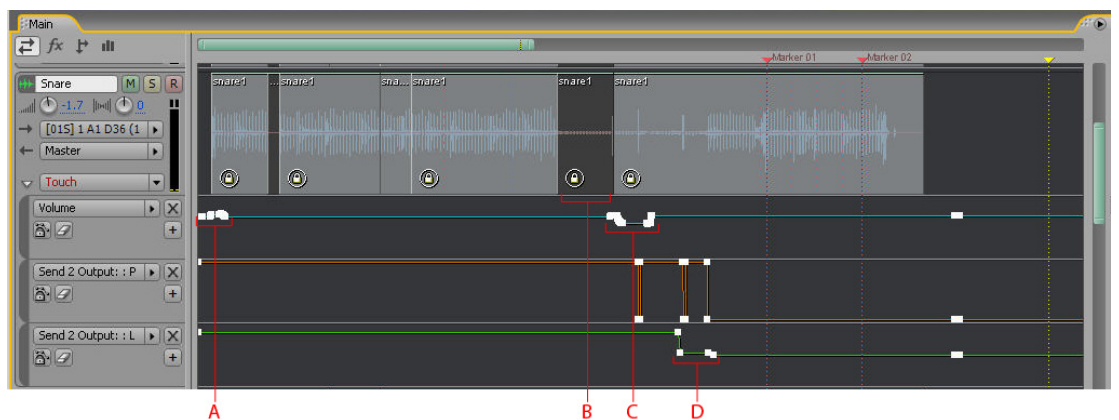 Main
fx
Marker 01
Marker 02
Snare
M
S
R
snare1
...snare1
sna...
snare1
snare1
snare1
-1.7
0
[01S] 1 A1 D36 (1
Master
Touch
Volume
Send 2 Output: : P
Send 2 Output: : L
A
B
C
D